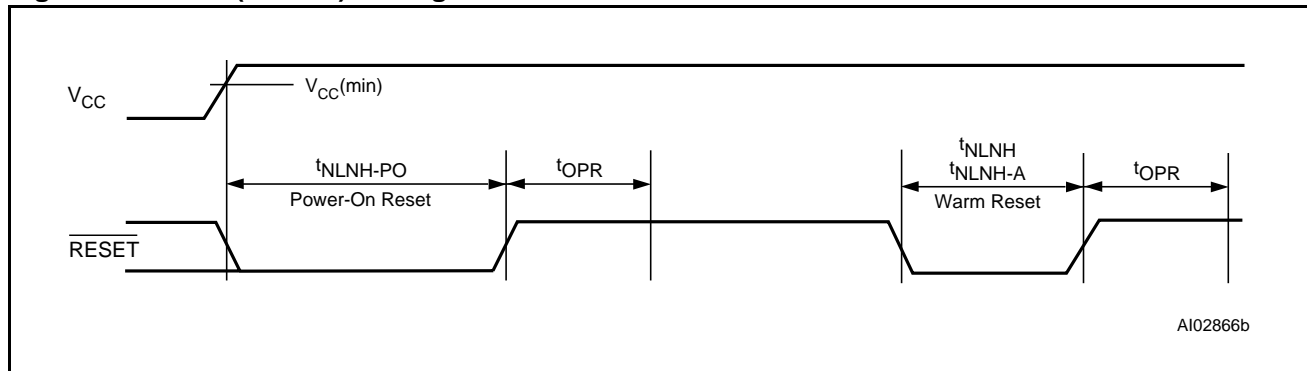 VCC
VCC(min)
tNLNH-PO
Power-On Reset
tOPR
tNLNH
tNLNH-A
Warm Reset
tOPR
RESET
AI02866b